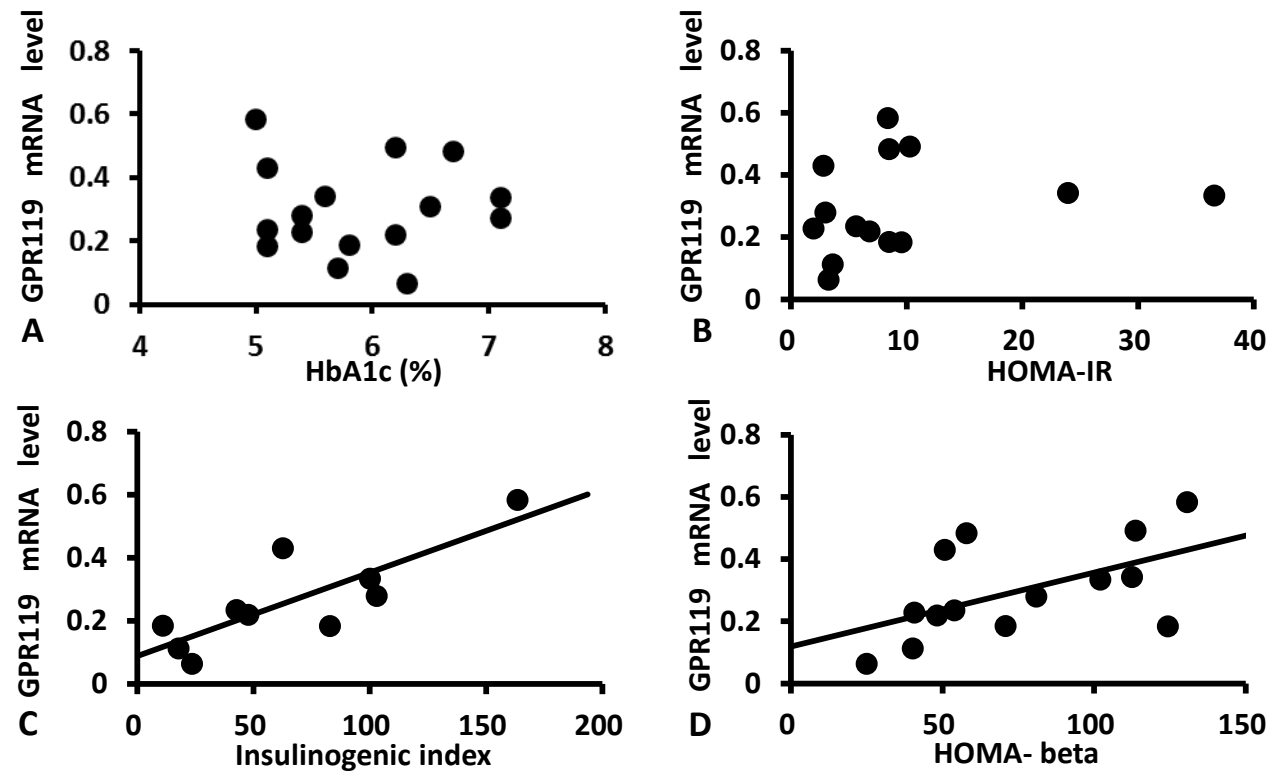 GPR119 mRNA level
0.8
0.6
0.4
0.2
0
A
4 5 6 7 8
HbA1c (%)
GPR119 mRNA level
0.8
0.6
0.4
0.2
0
B
0 10 20 30 40
HOMA-IR
GPR119 mRNA level
0.8
0.6
0.4
0.2
0
C
0 50 100 150 200
Insulinogenic index
GPR119 mRNA level
0.8
0.6
0.4
0.2
0
D
0 50 100 150
HOMA- beta